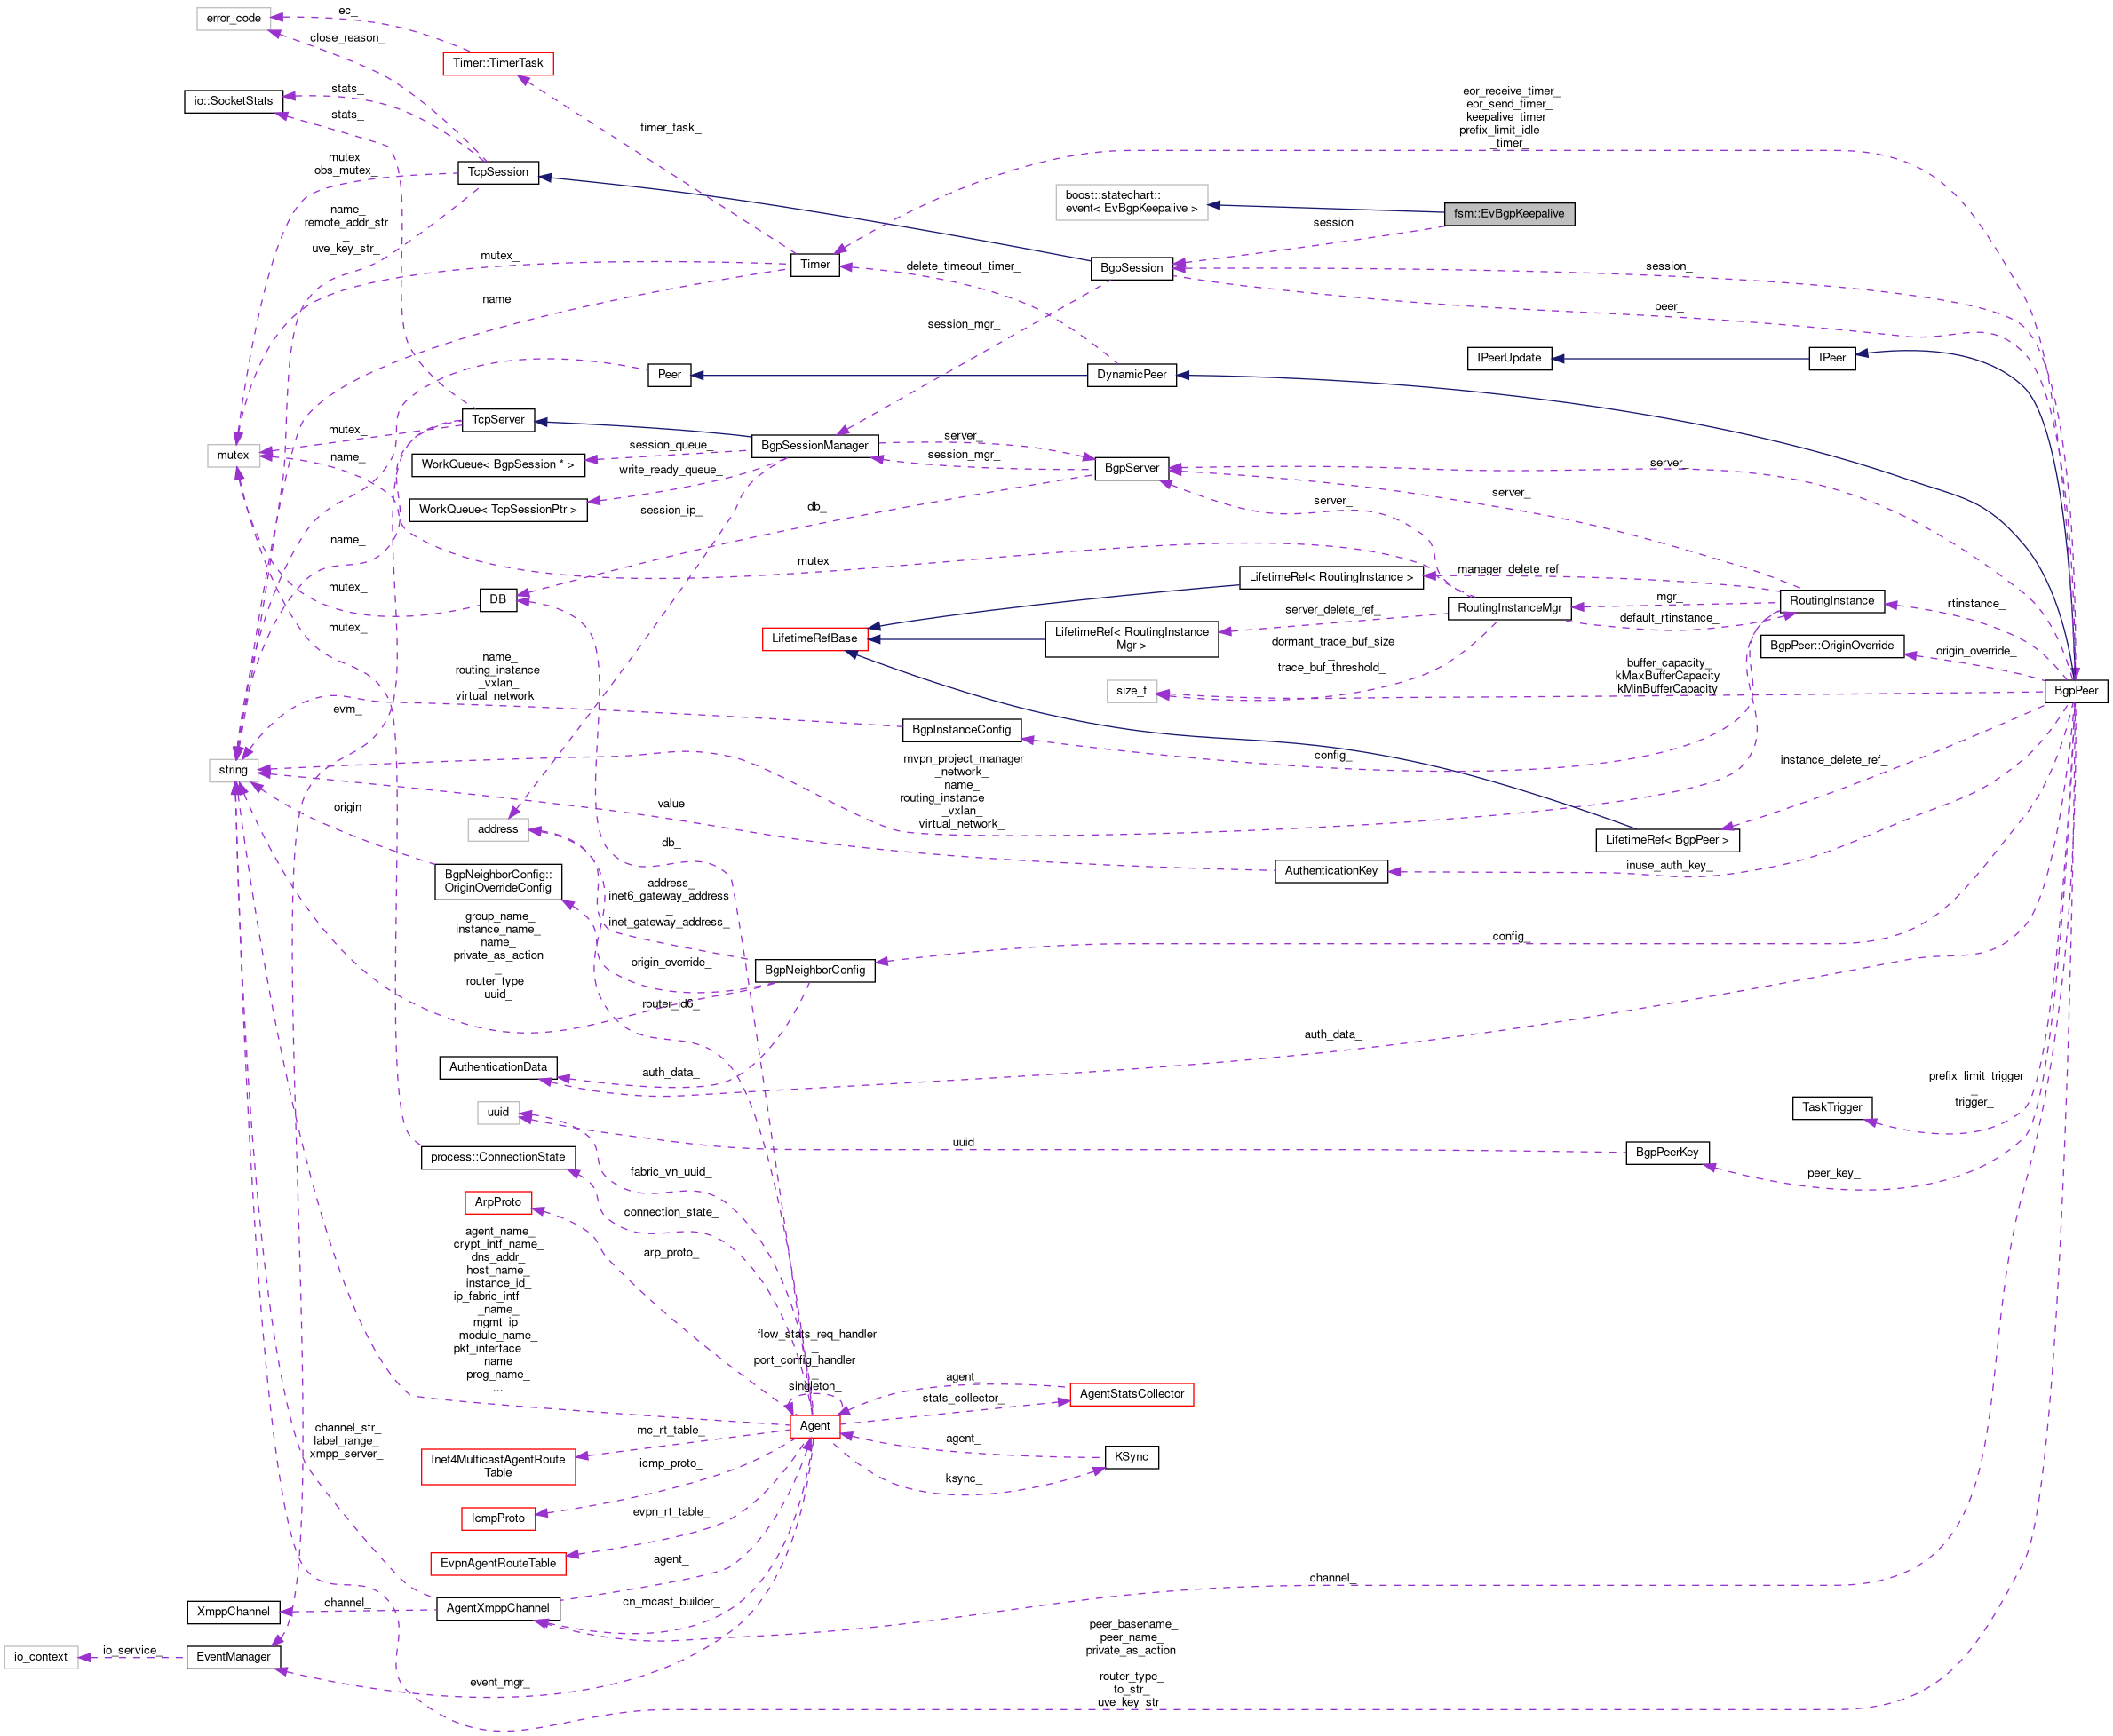 error_code
ec_
close_reason_
Timer::TimerTask
io::SocketStats
stats_
stats_
timer_task_
eor_receive_timer_
eor_send_timer_
keepalive_timer_
prefix_limit_idle
_timer_
mutex_
obs_mutex_
TcpSession
boost::statechart::
event< EvBgpKeepalive >
fsm::EvBgpKeepalive
session
name_
remote_addr_str
_
uve_key_str_
mutex_
Timer
delete_timeout_timer_
BgpSession
session_
name_
peer_
session_mgr_
IPeerUpdate
IPeer
Peer
DynamicPeer
TcpServer
mutex_
mutex
name_
session_queue_
BgpSessionManager
server_
session_mgr_
BgpServer
server_
WorkQueue< BgpSession * >
write_ready_queue_
WorkQueue< TcpSessionPtr >
session_ip_
db_
server_
server_
name_
mutex_
manager_delete_ref_
LifetimeRef< RoutingInstance >
mutex_
DB
RoutingInstanceMgr
mgr_
RoutingInstance
rtinstance_
server_delete_ref_
default_rtinstance_
mutex_
LifetimeRefBase
LifetimeRef< RoutingInstance
Mgr >
dormant_trace_buf_size
_
trace_buf_threshold_
BgpPeer::OriginOverride
origin_override_
name_
routing_instance
_vxlan_
virtual_network_
size_t
buffer_capacity_
kMaxBufferCapacity
kMinBufferCapacity
BgpPeer
evm_
BgpInstanceConfig
config_
instance_delete_ref_
string
mvpn_project_manager
_network_
name_
routing_instance
_vxlan_
virtual_network_
origin
value
address
db_
LifetimeRef< BgpPeer >
BgpNeighborConfig::
OriginOverrideConfig
address_
inet6_gateway_address
_
inet_gateway_address_
AuthenticationKey
inuse_auth_key_
group_name_
instance_name_
name_
private_as_action
_
router_type_
uuid_
origin_override_
BgpNeighborConfig
config_
router_id6_
auth_data_
AuthenticationData
auth_data_
uuid
prefix_limit_trigger
_
trigger_
TaskTrigger
process::ConnectionState
uuid
BgpPeerKey
peer_key_
fabric_vn_uuid_
ArpProto
connection_state_
arp_proto_
agent_name_
crypt_intf_name_
dns_addr_
host_name_
instance_id_
ip_fabric_intf
_name_
mgmt_ip_
module_name_
pkt_interface
_name_
prog_name_
...
flow_stats_req_handler
_
port_config_handler
_
singleton_
agent_
stats_collector_
AgentStatsCollector
Agent
channel_str_
label_range_
xmpp_server_
mc_rt_table_
agent_
KSync
Inet4MulticastAgentRoute
Table
icmp_proto_
ksync_
IcmpProto
evpn_rt_table_
EvpnAgentRouteTable
agent_
channel_
XmppChannel
channel_
AgentXmppChannel
cn_mcast_builder_
io_context
io_service_
EventManager
event_mgr_
peer_basename_
peer_name_
private_as_action
_
router_type_
to_str_
uve_key_str_